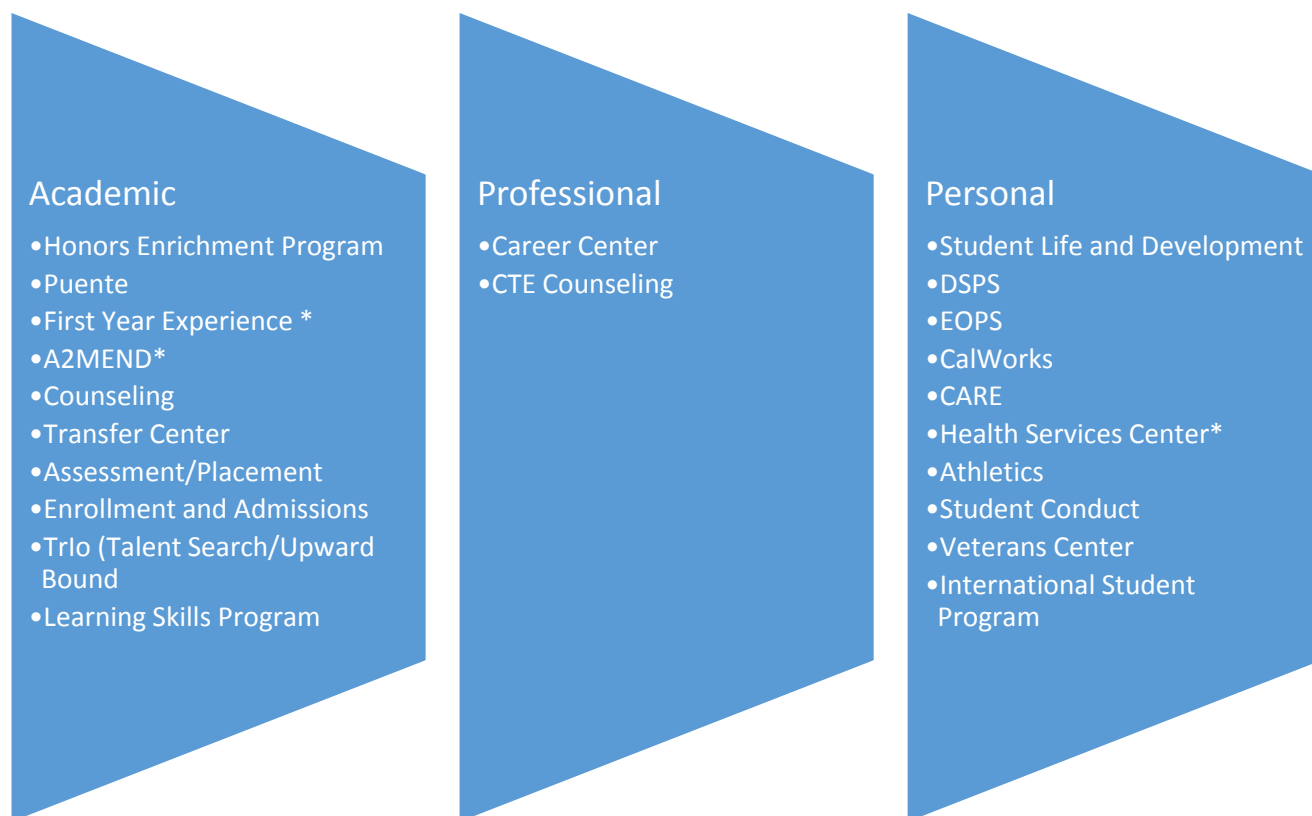 Academic
•Honors Enrichment Program
•Puente
•First Year Experience *
•A2MEND*
•Counseling
•Transfer Center
•Assessment/Placement
•Enrollment and Admissions
•TrIo (Talent Search/Upward
Bound
•Learning Skills Program
Professional
•Career Center
•CTE Counseling
Personal
•Student Life and Development
•DSPS
•EOPS
•CalWorks
•CARE
•Health Services Center*
•Athletics
•Student Conduct
•Veterans Center
•International Student
Program